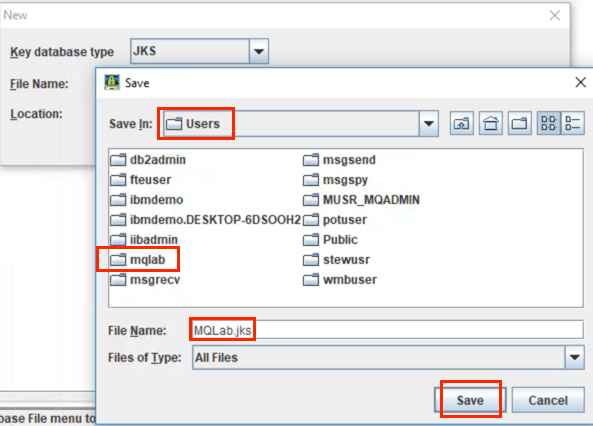 New
Key database type JKS
File Name:
Location:
Save
Save In: Users
db2admin msgsend
fteuser msgspy
ibmdemo MUSR_MQADMIN
ibmdemo.DESKTOP-6DSOOH2 potuser
iibadmin Public
mqlab stewusr
msgrecv wmbuser
File Name: MQLab.jks
Files of Type: All Files
Save Cancel
base File menu to